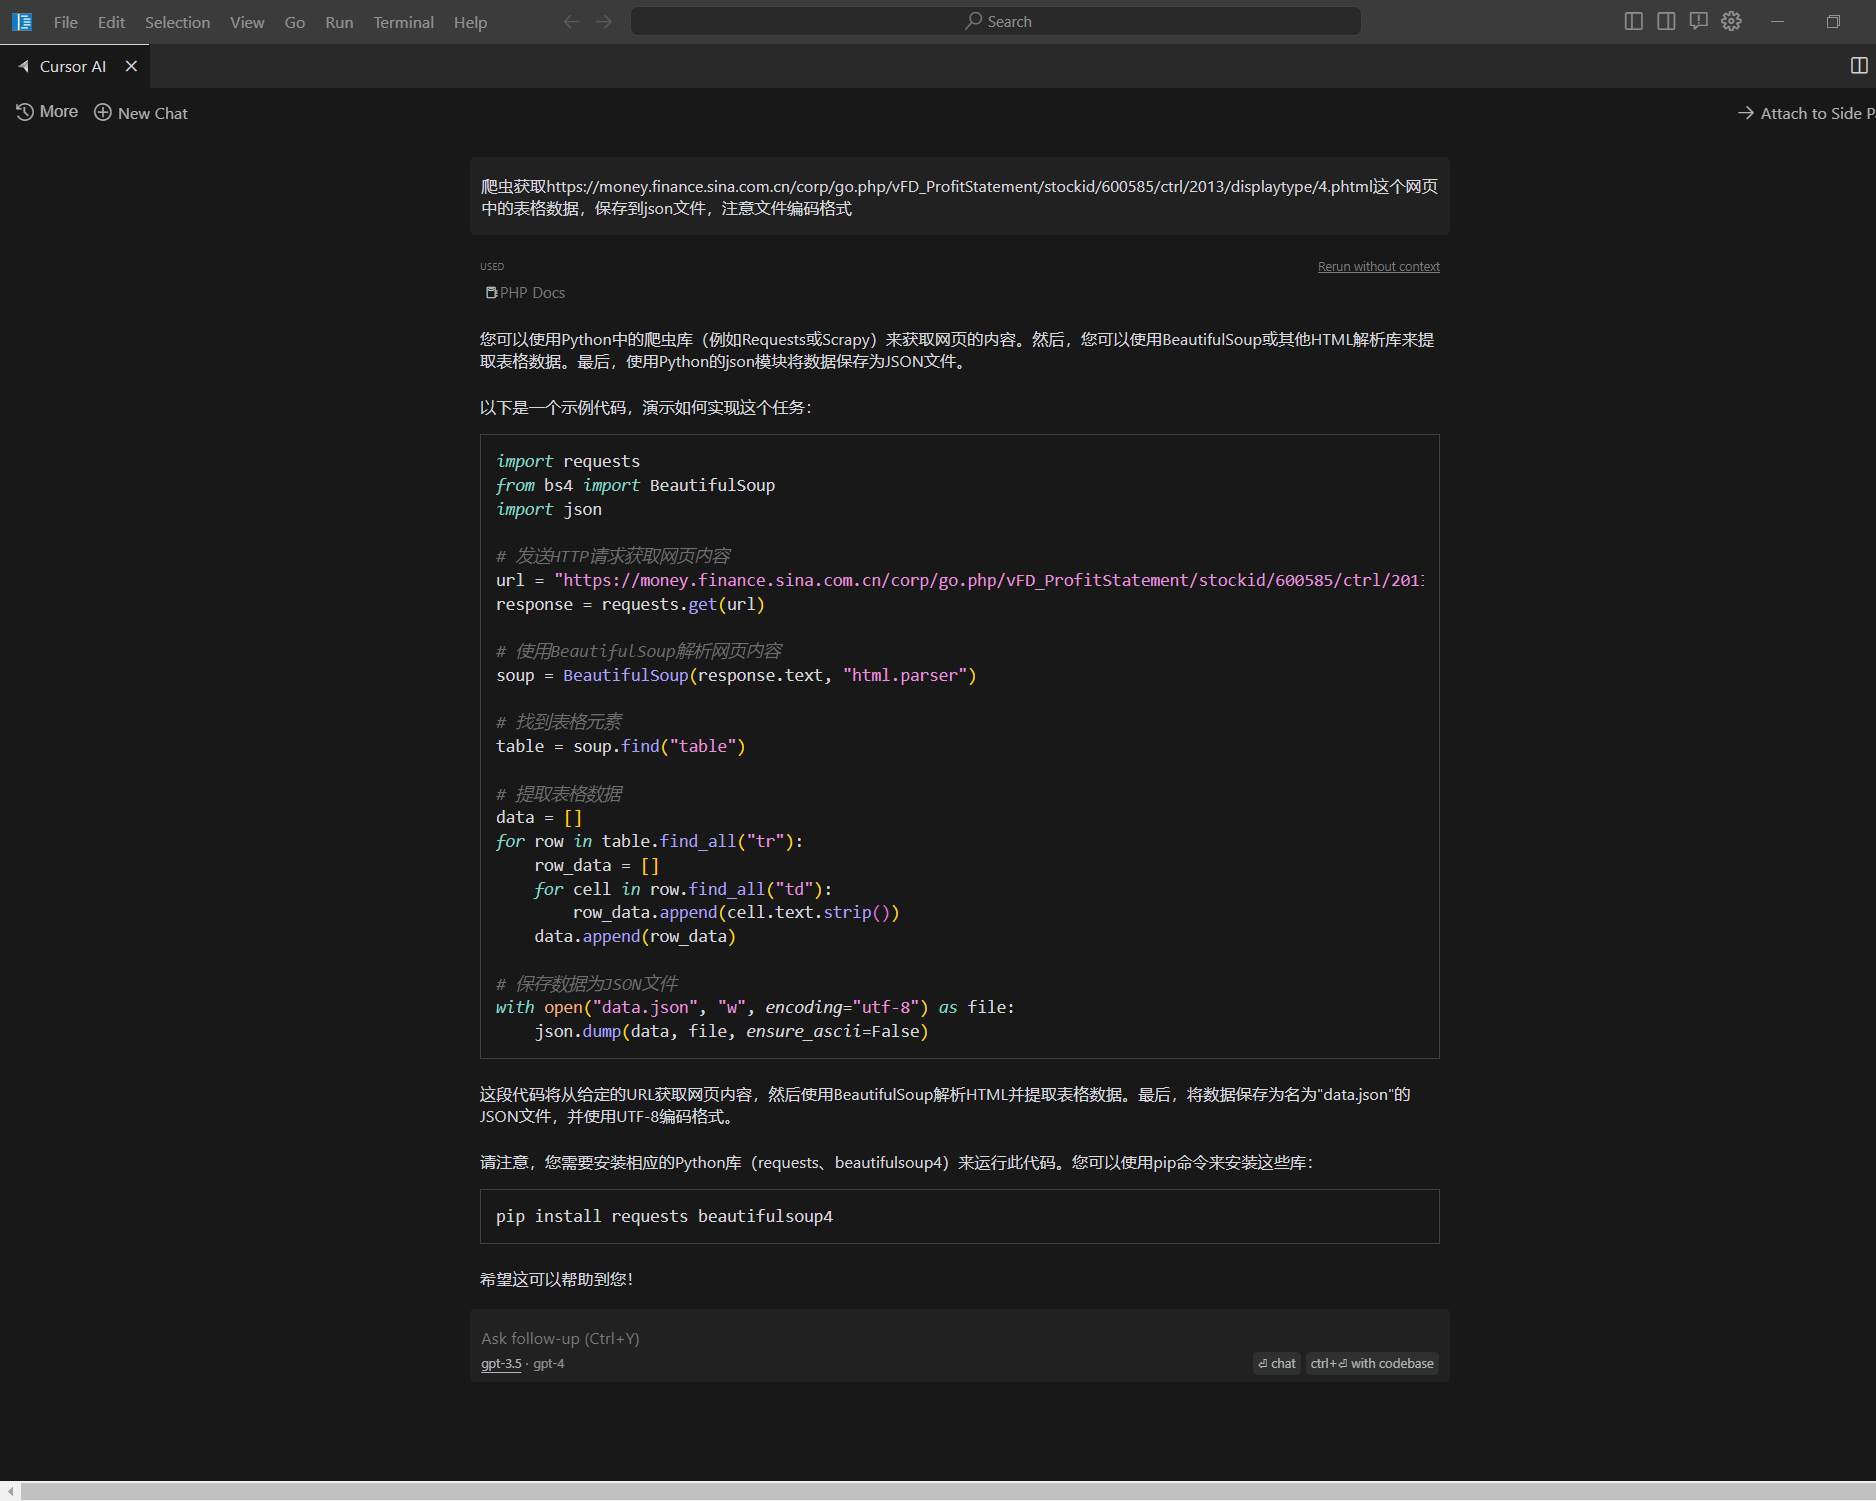 File Edit Selection View Go Run Terminal Help Search
Cursor AI
More New Chat Attach to Side P
爬虫获取https://money.finance.sina.com.cn/corp/go.php/vFD_ProfitStatement/stockid/600585/ctrl/2013/displaytype/4.phtml这个网页
中的表格数据，保存到json文件，注意文件编码格式
USED Rerun without context
PHP Docs
您可以使用Python中的爬虫库（例如Requests或Scrapy）来获取网页的内容。然后，您可以使用BeautifulSoup或其他HTML解析库来提
取表格数据。最后，使用Python的json模块将数据保存为JSON文件。
以下是一个示例代码，演示如何实现这个任务：
import requests
from bs4 import BeautifulSoup
import json
# 发送HTTP请求获取网页内容
url = "https://money.finance.sina.com.cn/corp/go.php/vFD_ProfitStatement/stockid/600585/ctrl/2013
response = requests.get(url)
# 使用BeautifulSoup解析网页内容
soup = BeautifulSoup(response.text, "html.parser")
# 找到表格元素
table = soup.find("table")
# 提取表格数据
data = []
for row in table.find_all("tr"):
    row_data = []
    for cell in row.find_all("td"):
        row_data.append(cell.text.strip())
    data.append(row_data)
# 保存数据为JSON文件
with open("data.json", "w", encoding="utf-8") as file:
    json.dump(data, file, ensure_ascii=False)
这段代码将从给定的URL获取网页内容，然后使用BeautifulSoup解析HTML并提取表格数据。最后，将数据保存为名为"data.json"的
JSON文件，并使用UTF-8编码格式。
请注意，您需要安装相应的Python库（requests、beautifulsoup4）来运行此代码。您可以使用pip命令来安装这些库：
pip install requests beautifulsoup4
希望这可以帮助到您！
Ask follow-up (Ctrl+Y)
gpt-3.5 · gpt-4 ⏎ chat ctrl+⏎ with codebase